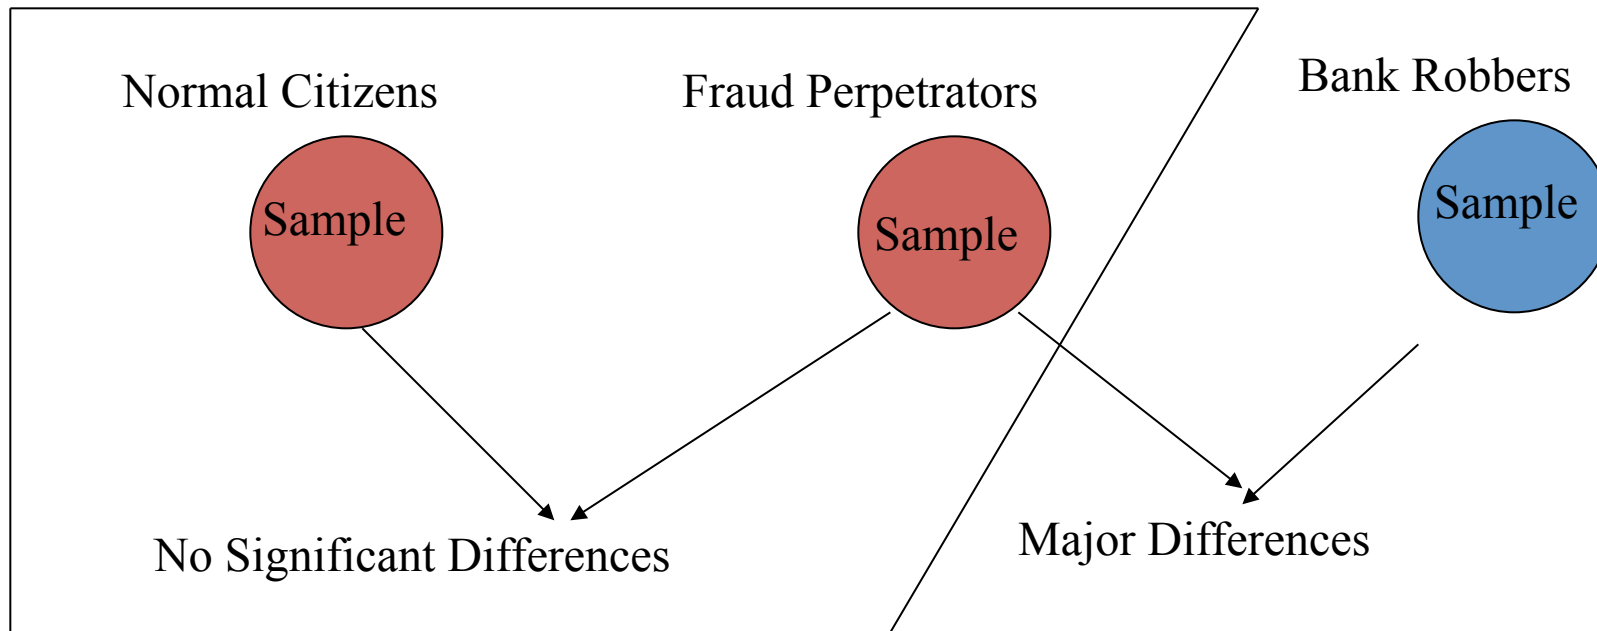 Normal Citizens
Fraud Perpetrators
Bank Robbers
Sample
Sample
Sample
No Significant Differences
Major Differences